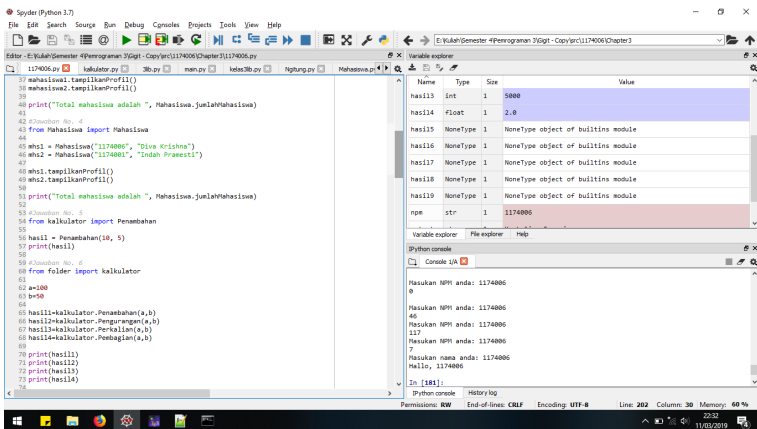 Spyder (Python 3.7)
File Edit Search Source Run Debug Consoles Projects Tools View Help
E:\Kuliah\Semester 4\Pemrograman 3\Gigit - Copy\src\1174006\Chapter3
Editor - E:\Kuliah\Semester 4\Pemrograman 3\Gigit - Copy\src\1174006\Chapter3\1174006.py
1174006.py kalkulator.py 3lib.py main.py kelas3lib.py Ngitung.py Mahasiswa.py
37 mahasiswa1.tampilkanProfil()
38 mahasiswa2.tampilkanProfil()
39
40 print("Total mahasiswa adalah ", Mahasiswa.jumlahMahasiswa)
41
42 #Jawaban No. 4
43 from Mahasiswa import Mahasiswa
44
45 mhs1 = Mahasiswa("1174006", "Diva Krishna")
46 mhs2 = Mahasiswa("1174001", "Indah Pramesti")
47
48 mhs1.tampilkanProfil()
49 mhs2.tampilkanProfil()
50
51 print("Total mahasiswa adalah ", Mahasiswa.jumlahMahasiswa)
52
53 #Jawaban No. 5
54 from kalkulator import Penambahan
55
56 hasil = Penambahan(10, 5)
57 print(hasil)
58
59 #Jawaban No. 6
60 from folder import kalkulator
61
62 a=100
63 b=50
64
65 hasil1=kalkulator.Penambahan(a,b)
66 hasil2=kalkulator.Pengurangan(a,b)
67 hasil3=kalkulator.Perkalian(a,b)
68 hasil4=kalkulator.Pembagian(a,b)
69
70 print(hasil1)
71 print(hasil2)
72 print(hasil3)
73 print(hasil4)
74
Variable explorer
Name Type Size Value
hasil3 int 1 5000
hasil4 float 1 2.0
hasil5 NoneType 1 NoneType object of builtins module
hasil6 NoneType 1 NoneType object of builtins module
hasil7 NoneType 1 NoneType object of builtins module
hasil8 NoneType 1 NoneType object of builtins module
hasil9 NoneType 1 NoneType object of builtins module
npm str 1 1174006
Variable explorer File explorer Help
IPython console
Console 1/A
Masukan NPM anda: 1174006
0
Masukan NPM anda: 1174006
46
Masukan NPM anda: 1174006
117
Masukan NPM anda: 1174006
7
Masukan nama anda: 1174006
Hallo, 1174006
In [181]:
IPython console History log
Permissions: RW End-of-lines: CRLF Encoding: UTF-8 Line: 202 Column: 30 Memory: 60 %
22:32
11/03/2019